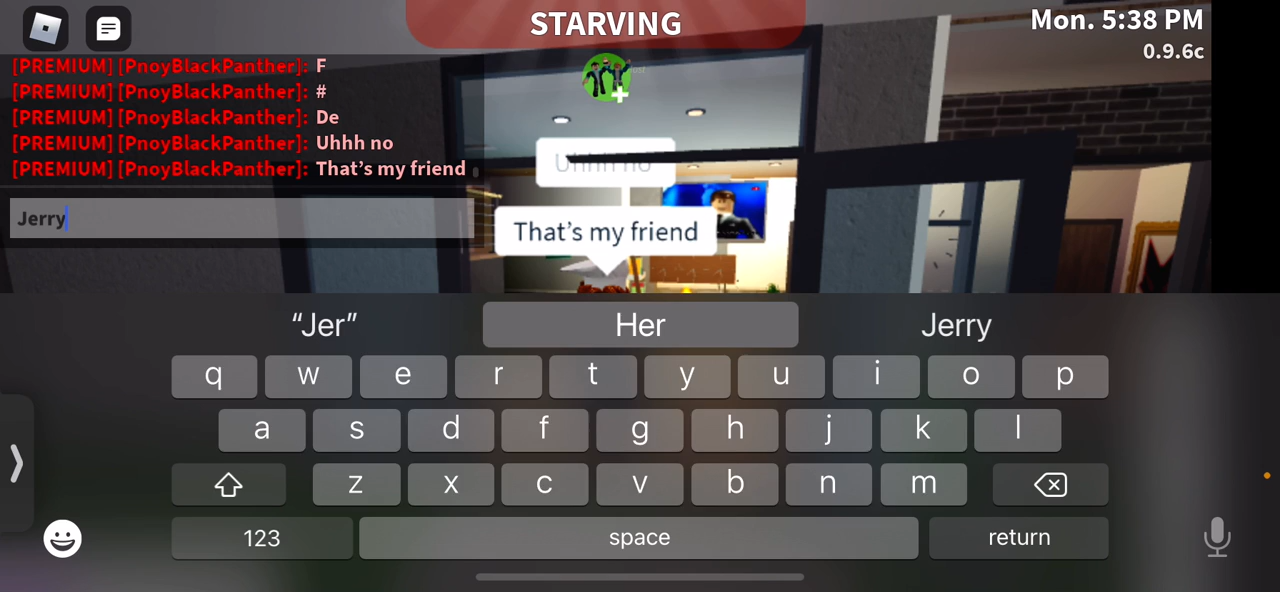 STARVING
Mon. 5:38 PM
0.9.6c
[PREMIUM] [PnoyBlackPanther]: F
[PREMIUM] [PnoyBlackPanther]: #
[PREMIUM] [PnoyBlackPanther]: De
[PREMIUM] [PnoyBlackPanther]: Uhhh no
[PREMIUM] [PnoyBlackPanther]: That’s my friend
Jerry
Uhhh no
That’s my friend
“Jer” Her Jerry
q w e r t y u i o p
a s d f g h j k l
z x c v b n m
123 space return